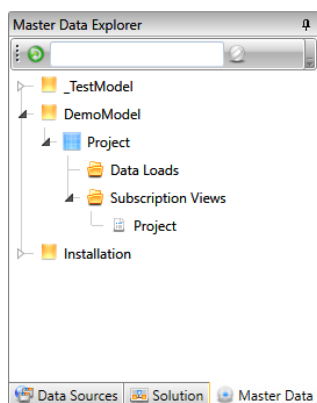 Master Data Explorer
_TestModel
DemoModel
Project
Data Loads
Subscription Views
Project
Installation
Data Sources Solution Master Data